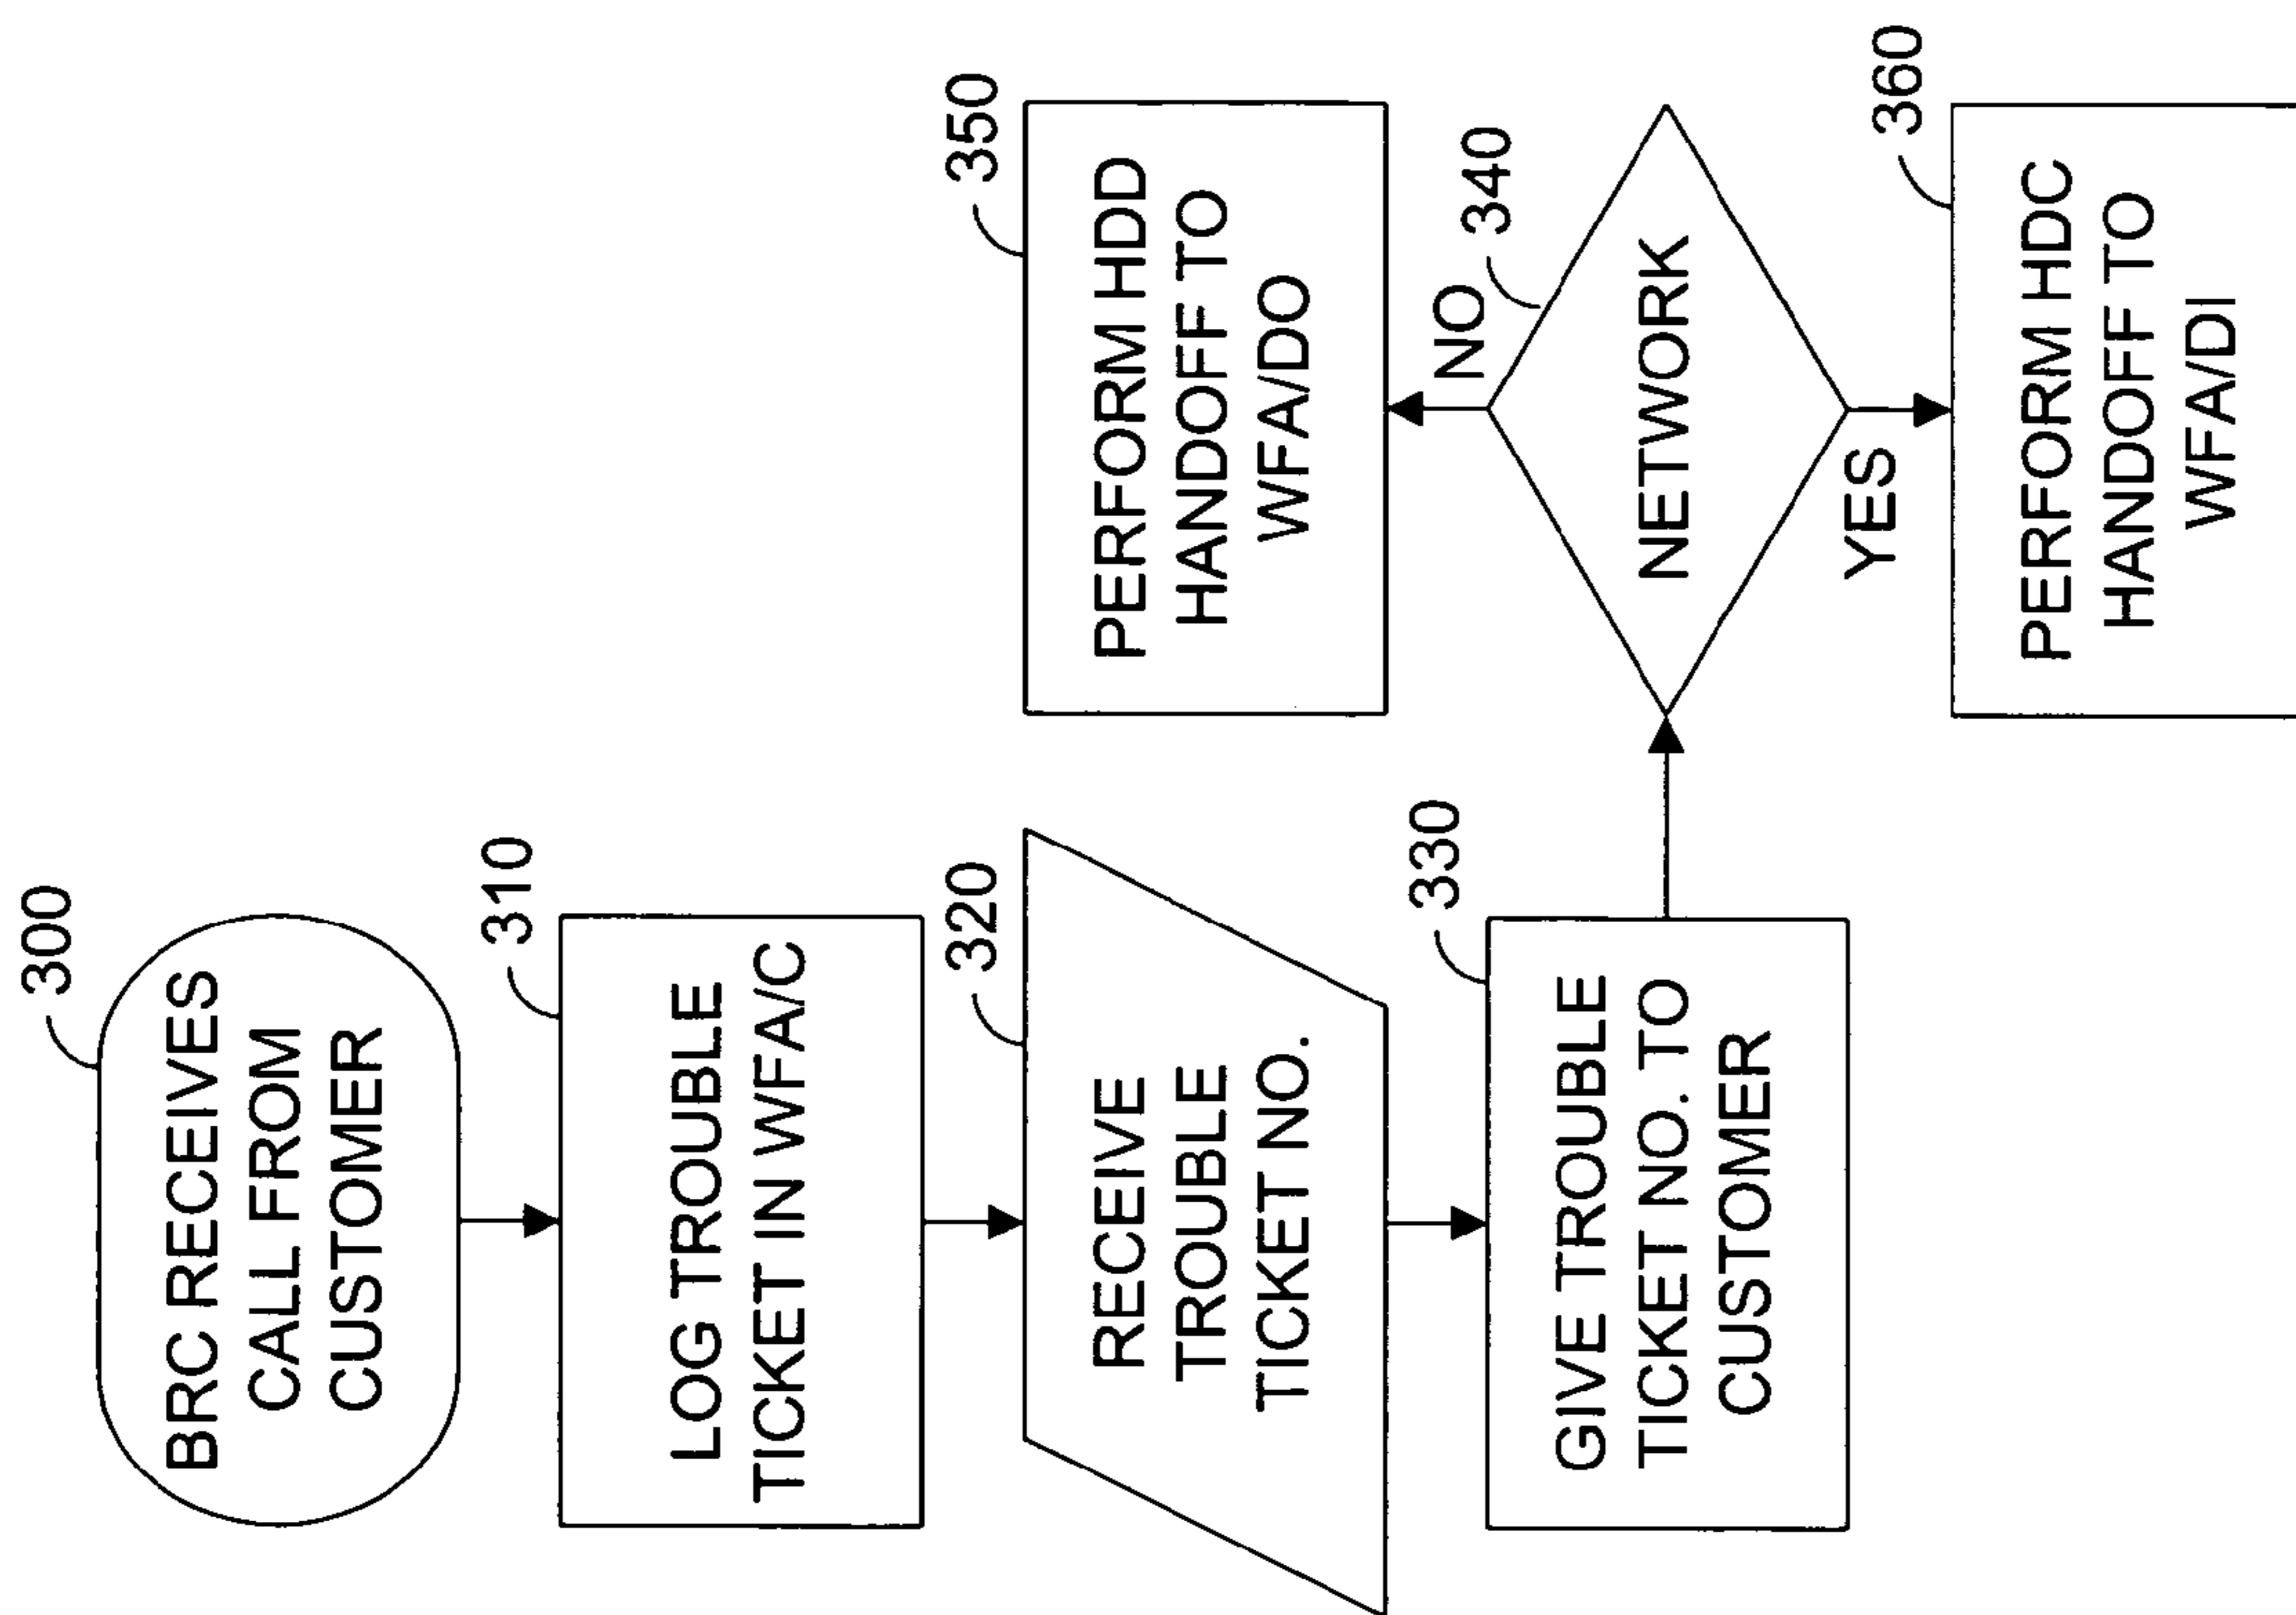 300
BRC RECEIVES
CALL FROM
CUSTOMER
310
LOG TROUBLE
TICKET IN WFA/C
320
RECEIVE
TROUBLE
TICKET NO.
330
GIVE TROUBLE
TICKET NO. TO
CUSTOMER
350
PERFORM HDD
HANDOFF TO
WFA/DO
NO
340
NETWORK
YES
360
PERFORM HDC
HANDOFF TO
WFA/DI